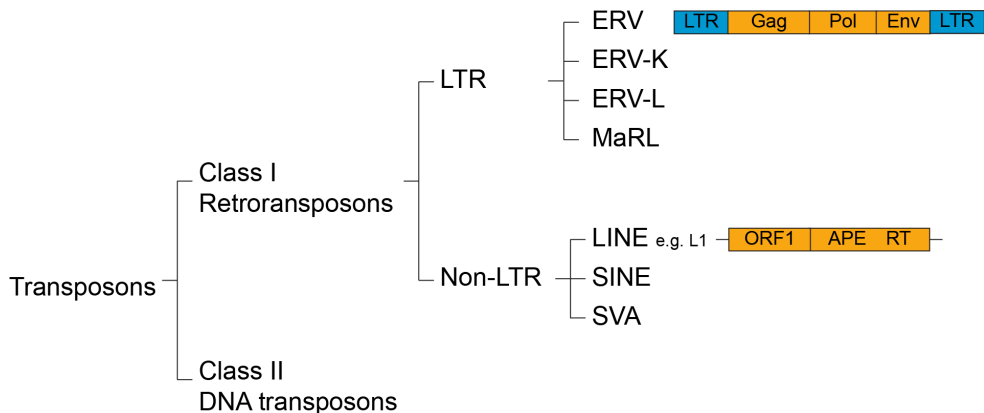 ERV
LTR Gag Pol Env LTR
ERV-K
LTR
ERV-L
MaRL
Class I
Retroransposons
LINE e.g. L1
ORF1 APE RT
Non-LTR
SINE
Transposons
SVA
Class II
DNA transposons